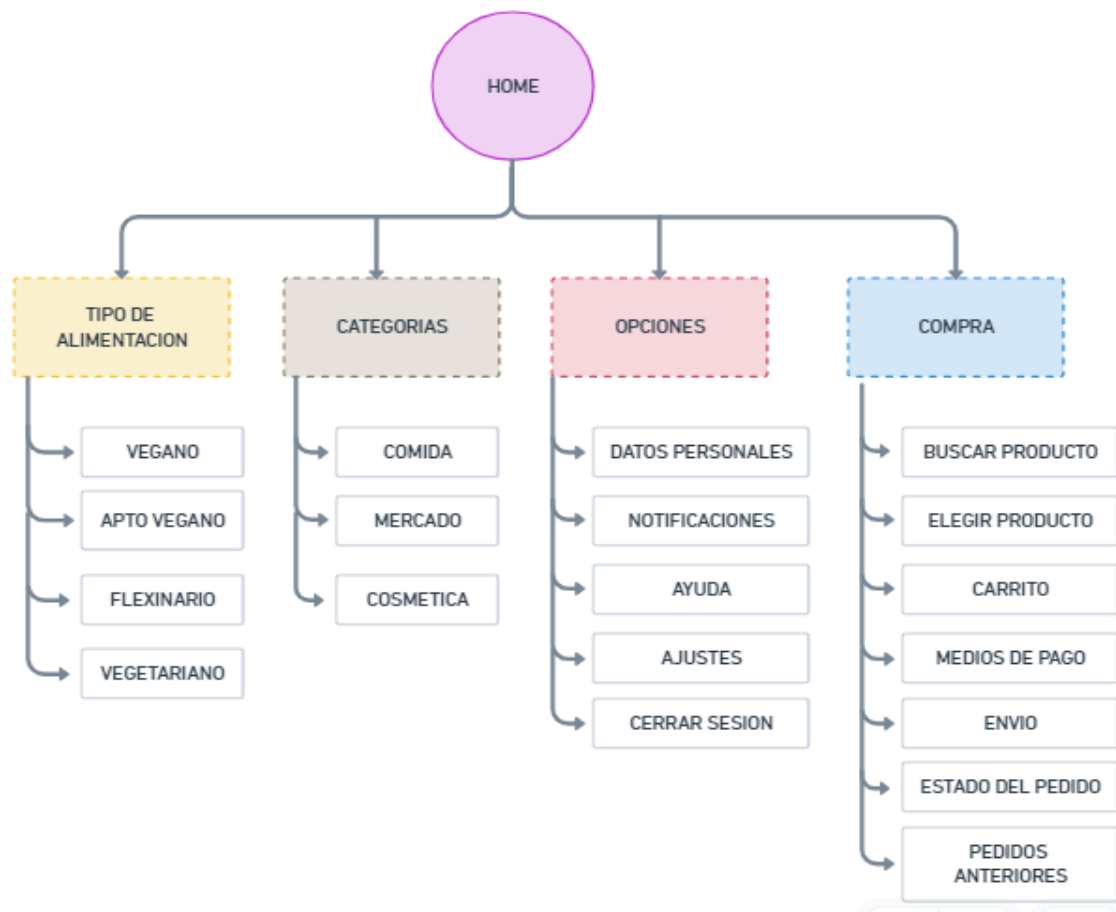 HOME
TIPO DE
ALIMENTACION
CATEGORIAS
OPCIONES
COMPRA
VEGANO
APTO VEGANO
FLEXINARIO
VEGETARIANO
COMIDA
MERCADO
COSMETICA
DATOS PERSONALES
NOTIFICACIONES
AYUDA
AJUSTES
CERRAR SESION
BUSCAR PRODUCTO
ELEGIR PRODUCTO
CARRITO
MEDIOS DE PAGO
ENVIO
ESTADO DEL PEDIDO
PEDIDOS
ANTERIORES